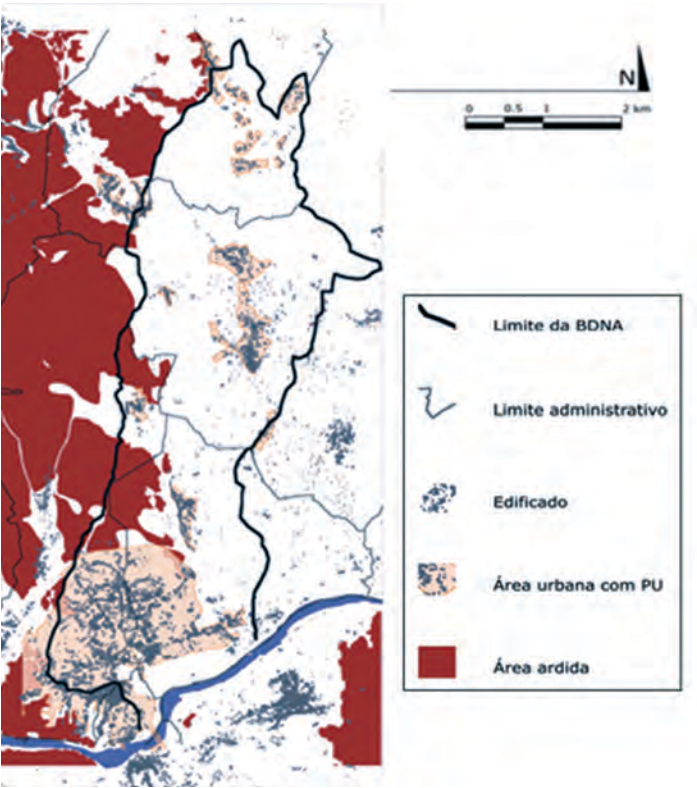 N
0 0.5 1 2 km
Limite da BDNA
Limite administrativo
Edificado
Área urbana com PU
Área ardida